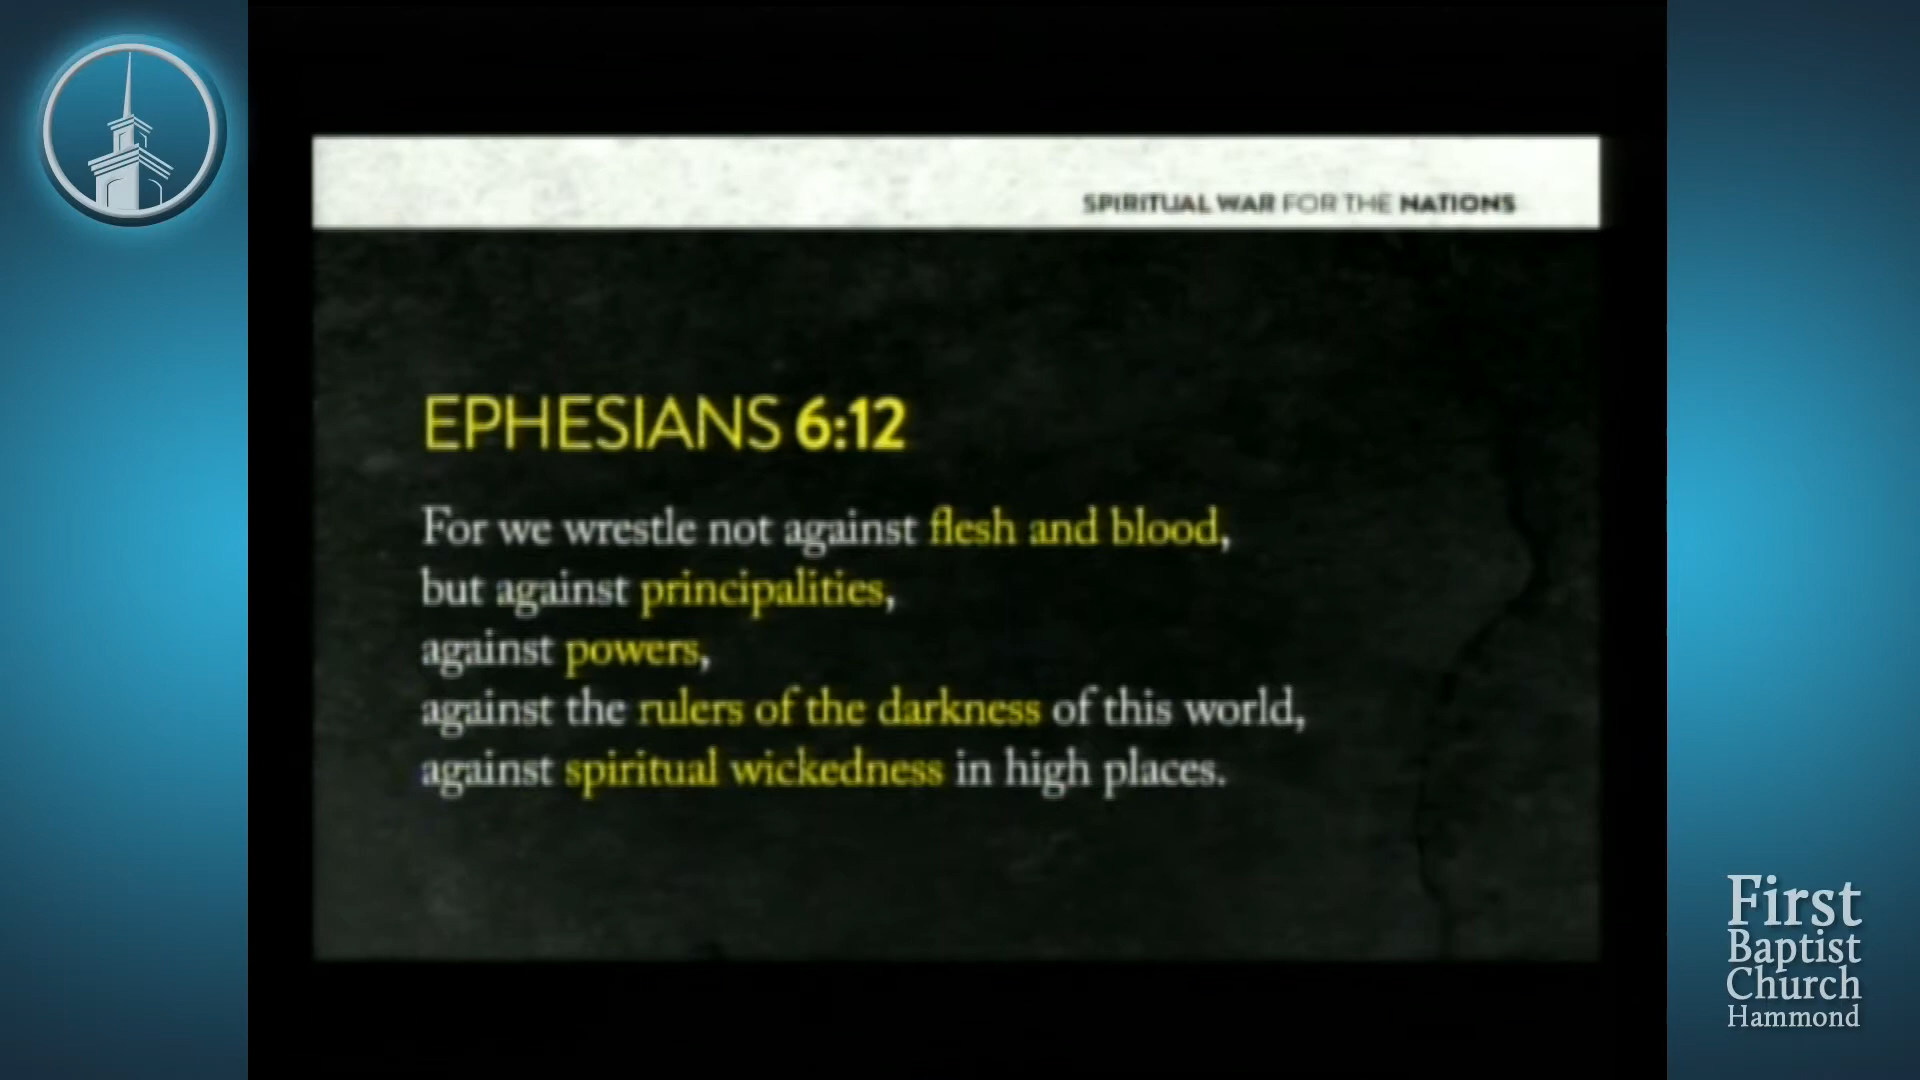 SPIRITUAL WAR FOR THE NATIONS
EPHESIANS 6:12
For we wrestle not against flesh and blood,
but against principalities,
against powers,
against the rulers of the darkness of this world,
against spiritual wickedness in high places.
First
Baptist
Church
Hammond